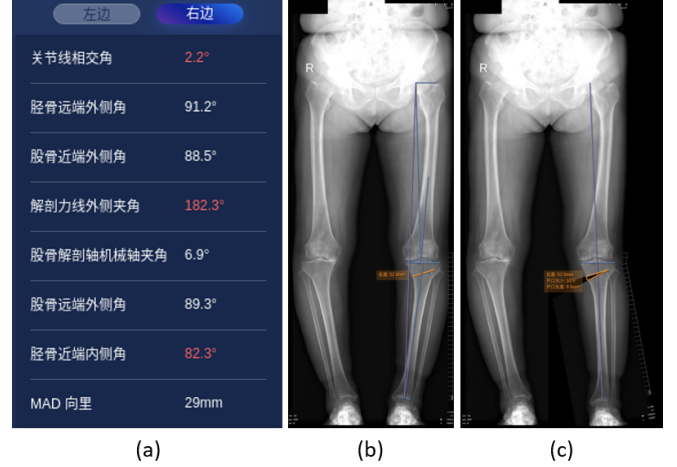 左边 右边
关节线相交角 2.2°
胫骨远端外侧角 91.2°
股骨近端外侧角 88.5°
解剖力线外侧夹角 182.3°
股骨解剖轴机械轴夹角 6.9°
股骨远端外侧角 89.3°
胫骨近端内侧角 82.3°
MAD 向里 29mm
R
R
(a) (b) (c)